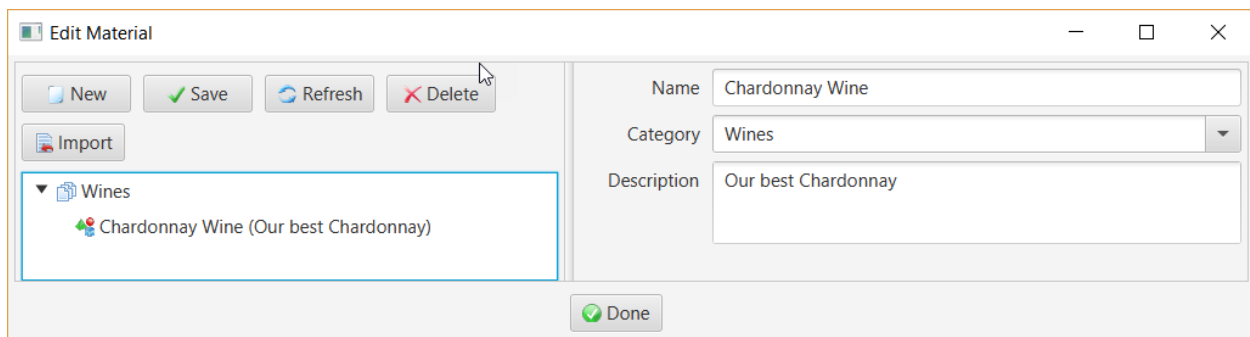 Edit Material
New Save Refresh Delete
Import
Wines
Chardonnay Wine (Our best Chardonnay)
Name Chardonnay Wine
Category Wines
Description Our best Chardonnay
Done